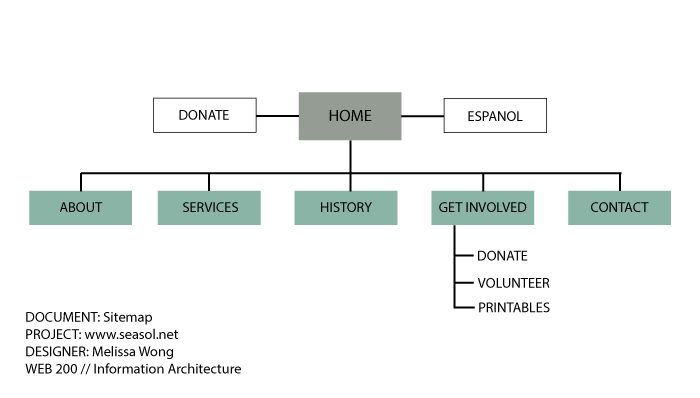 DONATE
HOME
ESPANOL
ABOUT
SERVICES
HISTORY
GET INVOLVED
CONTACT
DONATE
VOLUNTEER
PRINTABLES
DOCUMENT: Sitemap
PROJECT: www.seasol.net
DESIGNER: Melissa Wong
WEB 200 // Information Architecture